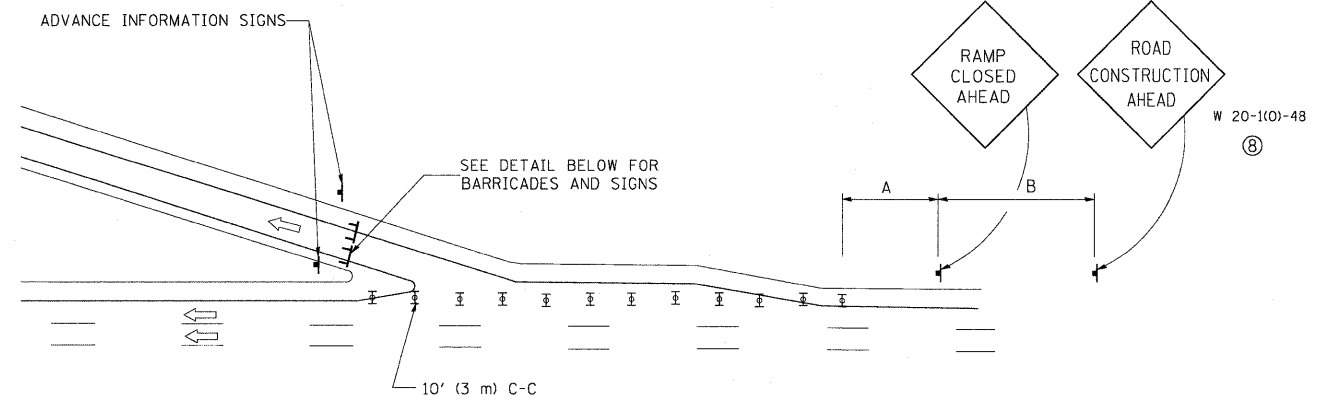 ADVANCE INFORMATION SIGNS
RAMP
CLOSED
AHEAD
ROAD
CONSTRUCTION
AHEAD
W 20-1(O)-48
8
SEE DETAIL BELOW FOR
BARRICADES AND SIGNS
A
B
10' (3 m) C-C